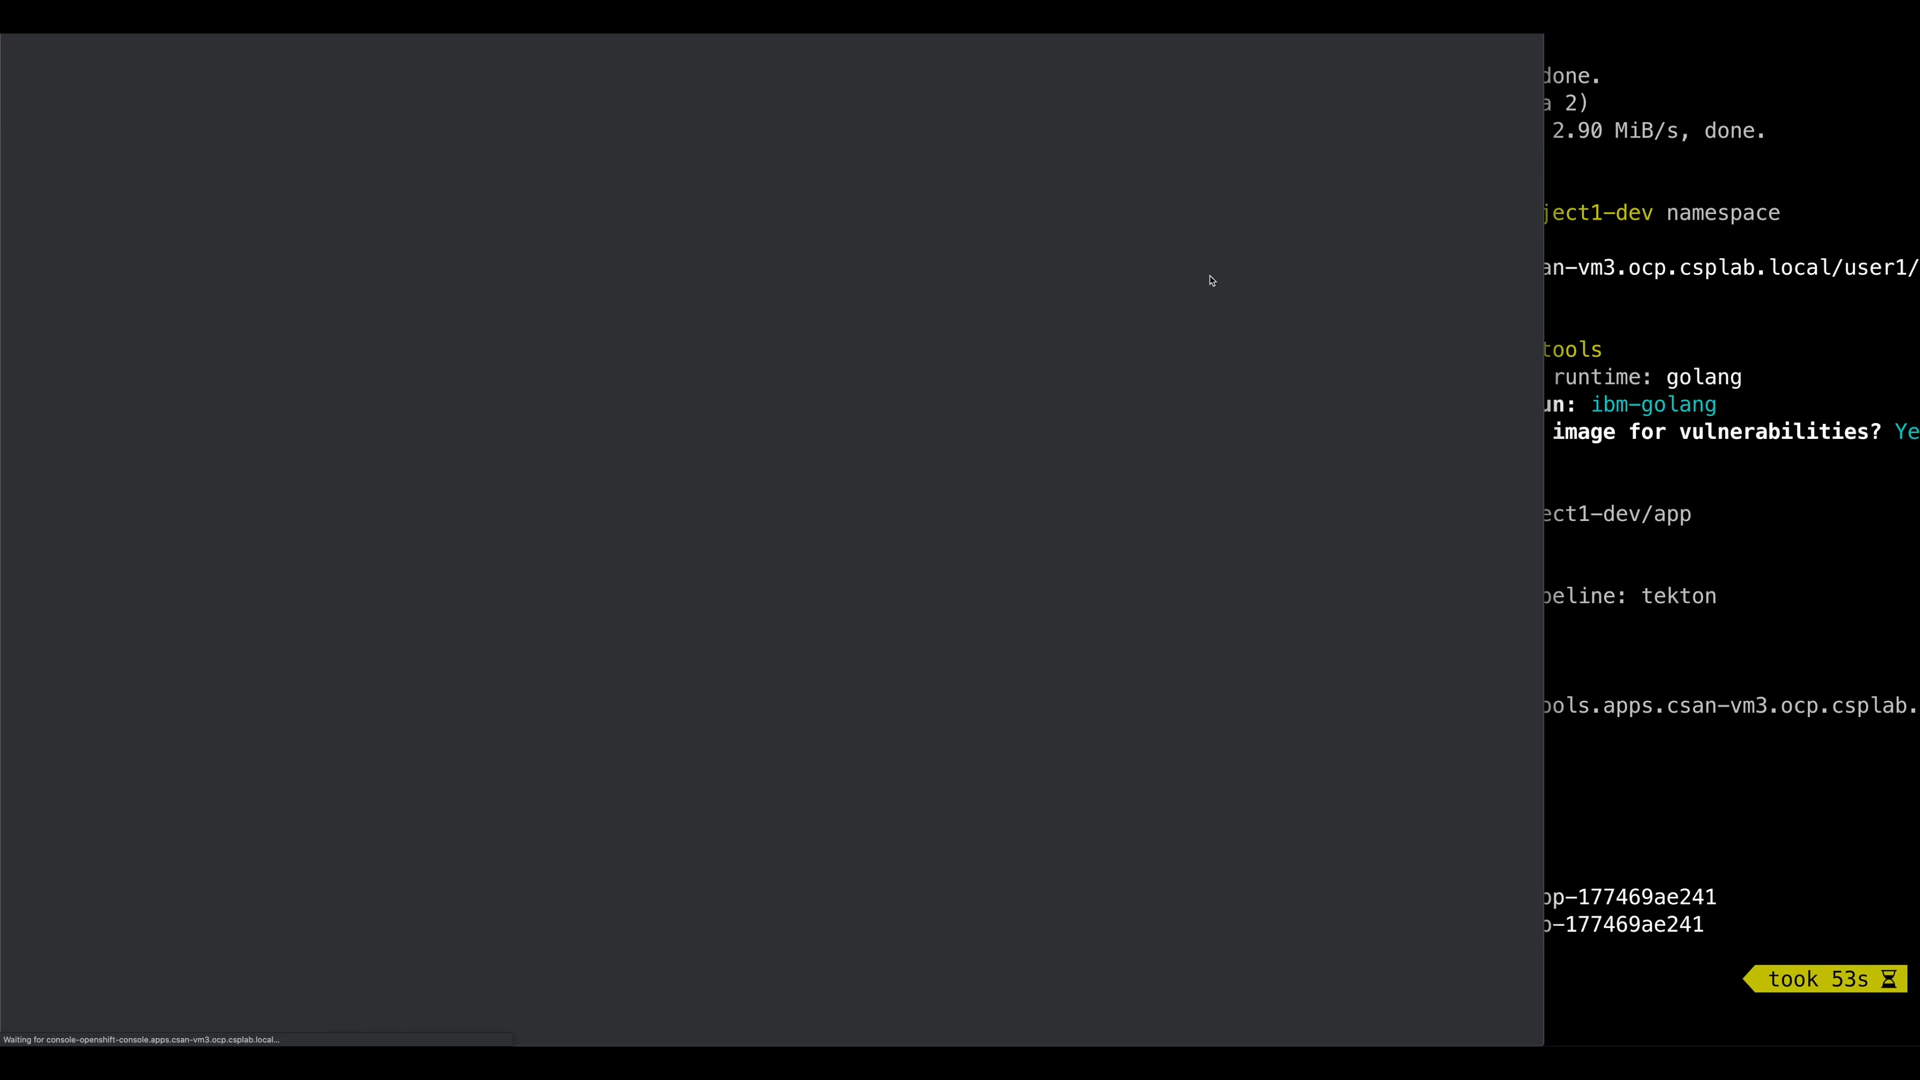 done.
2)
2.90 MiB/s, done.
ject1-dev namespace
an-vm3.ocp.csplab.local/user1/
tools
runtime: golang
un: ibm-golang
image for vulnerabilities? Ye
ect1-dev/app
peline: tekton
ools.apps.csan-vm3.ocp.csplab.
pp-177469ae241
p-177469ae241
took 53s
Waiting for console-openshift-console.apps.csan-vm3.ocp.csplab.local...